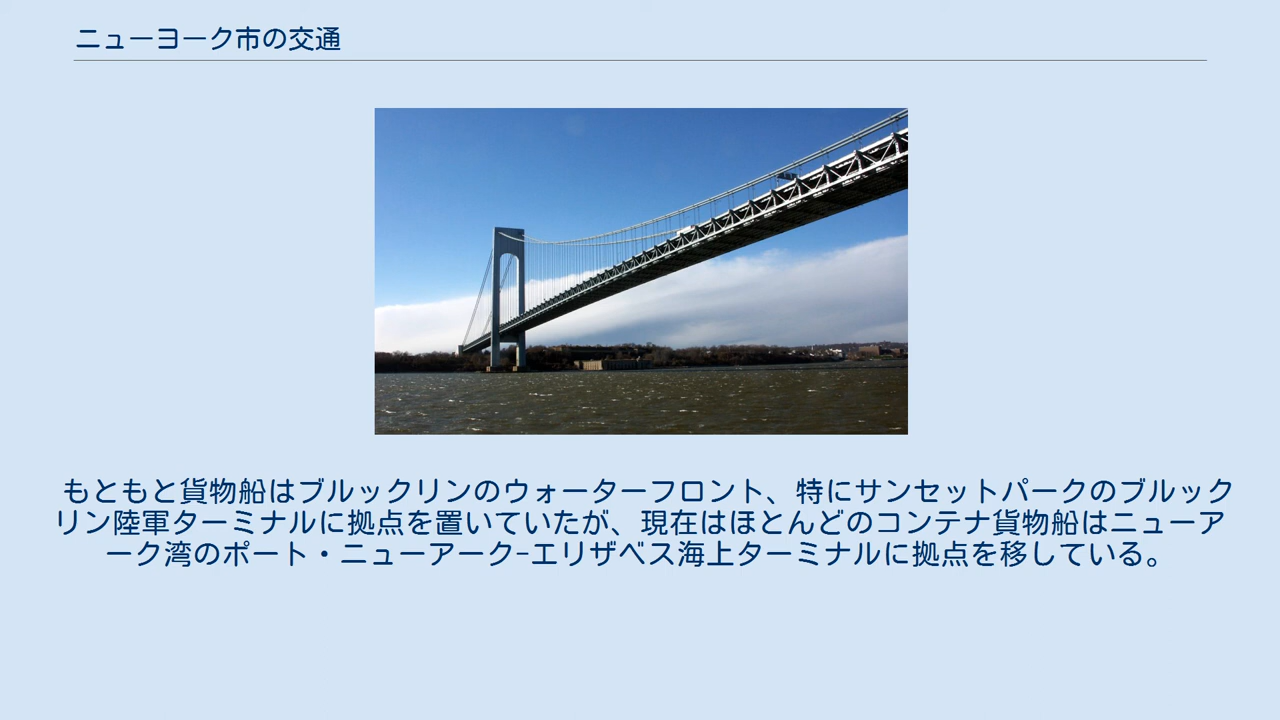 ニューヨーク市の交通
もともと貨物船はブルックリンのウォーターフロント、特にサンセットパークのブルック
リン陸軍ターミナルに拠点を置いていたが、現在はほとんどのコンテナ貨物船はニューア
ーク湾のポート・ニューアーク-エリザベス海上ターミナルに拠点を移している。